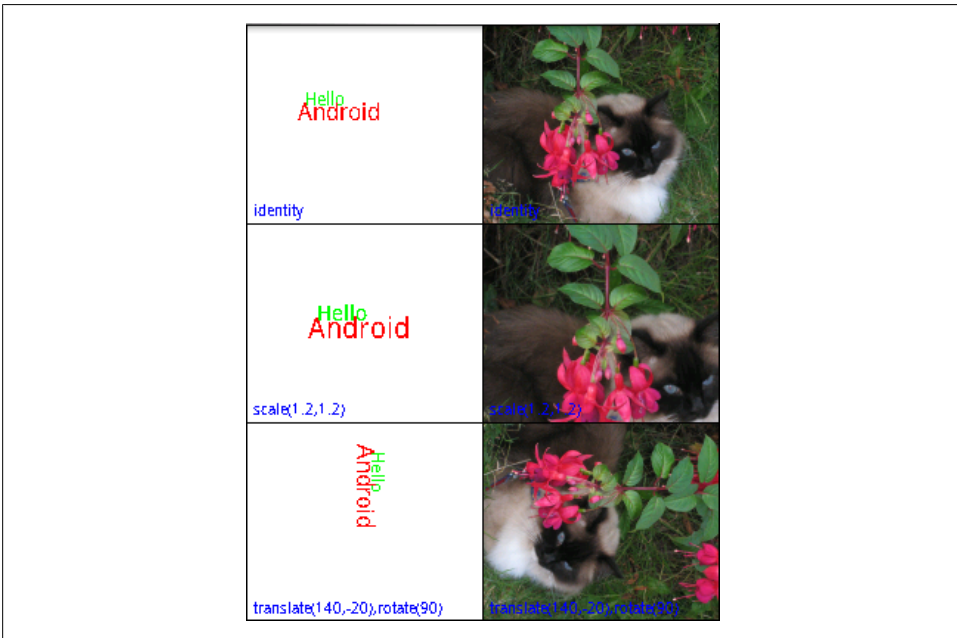 Hello
Android
identity
identity
Hello
Android
scale(1.2,1.2)
scale(1.2,1.2)
Hello
Android
translate(140,-20),rotate(90)
translate(140,-20),rotate(90)